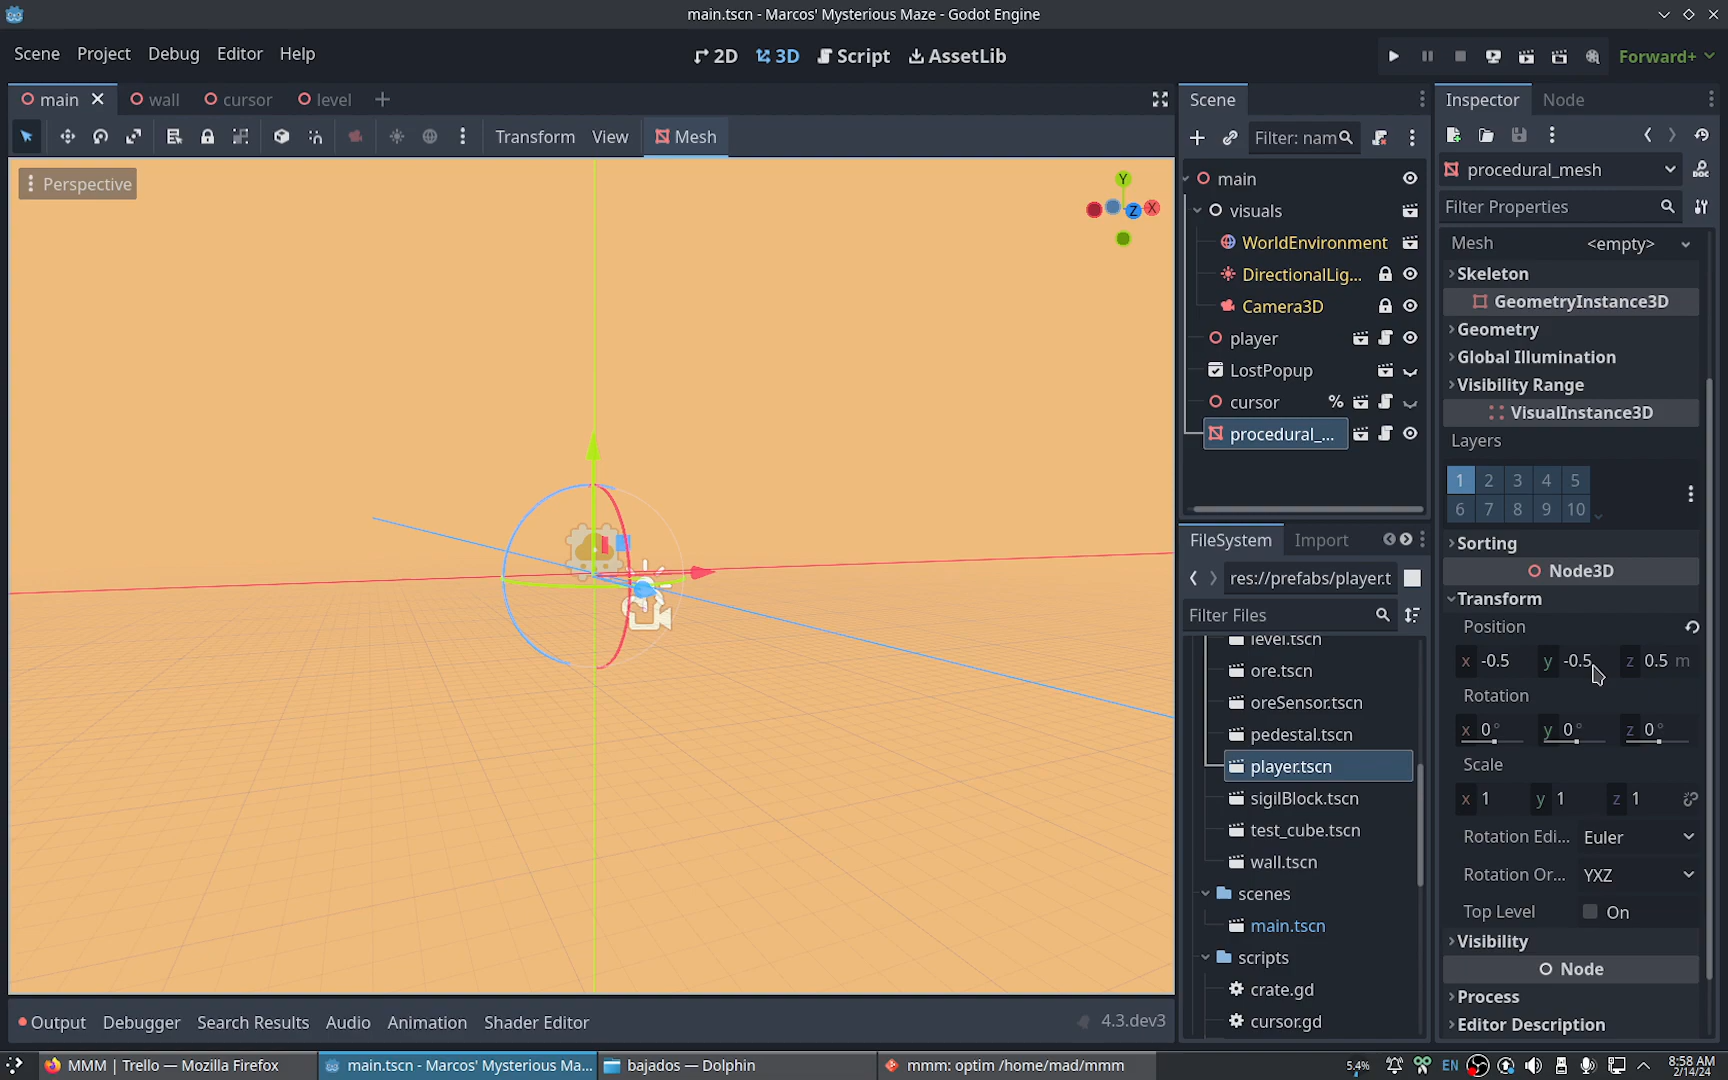 main.tscn - Marcos' Mysterious Maze - Godot Engine
Scene Project Debug Editor Help
2D 3D Script AssetLib
Forward+
main wall cursor level
Transform View Mesh
Perspective
Y
Z X
Scene
Filter: nam
main
visuals
WorldEnvironment
DirectionalLig...
Camera3D
player
LostPopup
cursor %
procedural_...
FileSystem Import
res://prefabs/player.t
Filter Files
level.tscn
ore.tscn
oreSensor.tscn
pedestal.tscn
player.tscn
sigilBlock.tscn
test_cube.tscn
wall.tscn
scenes
main.tscn
scripts
crate.gd
cursor.gd
Inspector Node
procedural_mesh
DOC
Filter Properties
Mesh <empty>
Skeleton
GeometryInstance3D
Geometry
Global Illumination
Visibility Range
VisualInstance3D
Layers
1 2 3 4 5
6 7 8 9 10
Sorting
Node3D
Transform
Position
x -0.5 y -0.5 z 0.5 m
Rotation
x 0° y 0° z 0°
Scale
x 1 y 1 z 1
Rotation Edi... Euler
Rotation Or... YXZ
Top Level On
Visibility
Node
Process
Editor Description
Output Debugger Search Results Audio Animation Shader Editor 4.3.dev3
MMM | Trello — Mozilla Firefox main.tscn - Marcos' Mysterious Ma... bajados — Dolphin mmm: optim /home/mad/mmm 5.4% EN 8:58 AM
2/14/24